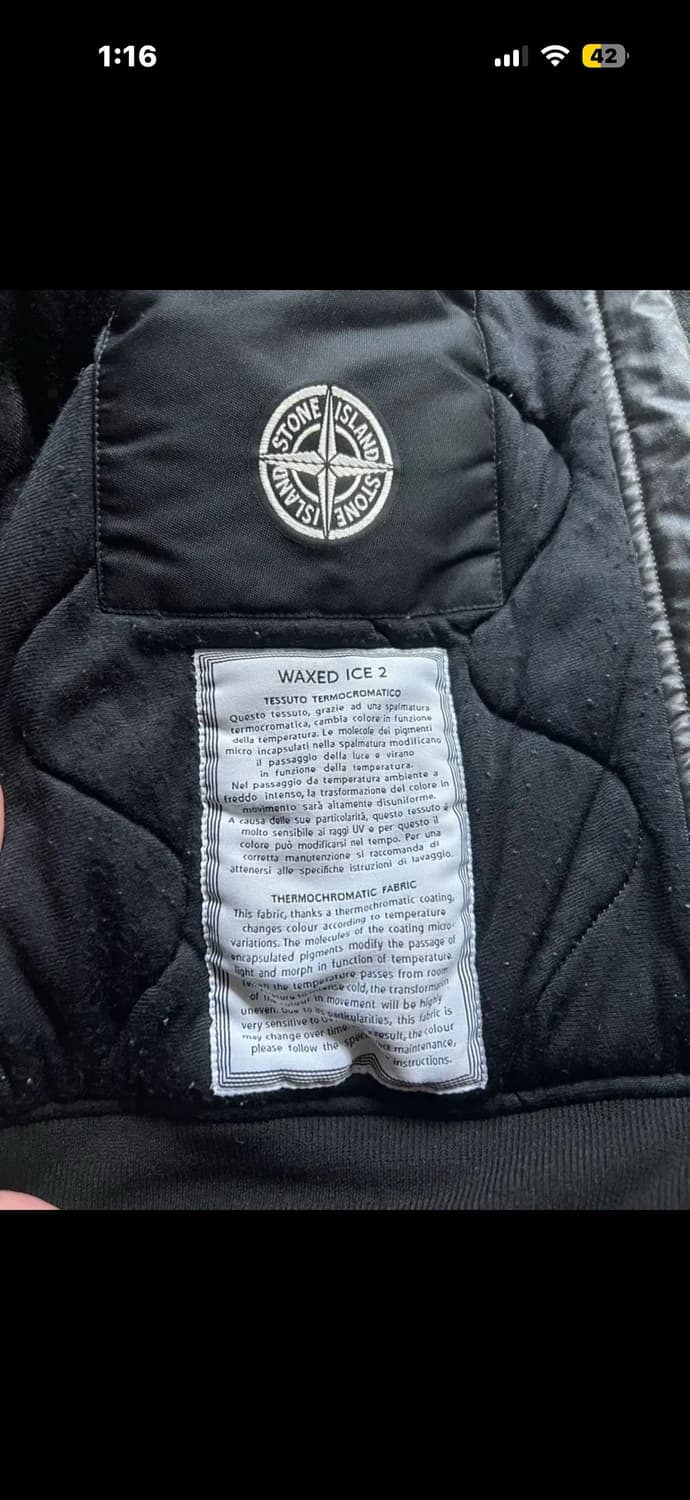 1:16
42
STONE ISLAND STONE ISLAND
WAXED ICE 2
TESSUTO TERMOCROMATICO
Questo tessuto, grazie ad una spalmatura
termocromatica, cambia colore in funzione
della temperatura. Le molecole dei pigmenti
micro incapsulati nella spalmatura modificano
il passaggio della luce e virano
in funzione della temperatura.
Nel passaggio da temperatura ambiente a
freddo intenso, la trasformazione del colore in
movimento sarà altamente disuniforme.
A causa delle sue particolarità, questo tessuto è
molto sensibile ai raggi UV e per questo il
colore può modificarsi nel tempo. Per una
corretta manutenzione si raccomanda di
attenersi alle specifiche istruzioni di lavaggio.
THERMOCHROMATIC FABRIC
This fabric, thanks a thermochromatic coating,
changes colour according to temperature
variations. The molecules of the coating micro-
encapsulated pigments modify the passage of
light and morph in function of temperature
the temperature passes from room
cold, the transformation
of in movement will be highly
uneven. Due to its particularities, this fabric is
very sensitive to result, the colour
may change over time. maintenance,
please follow the instructions.